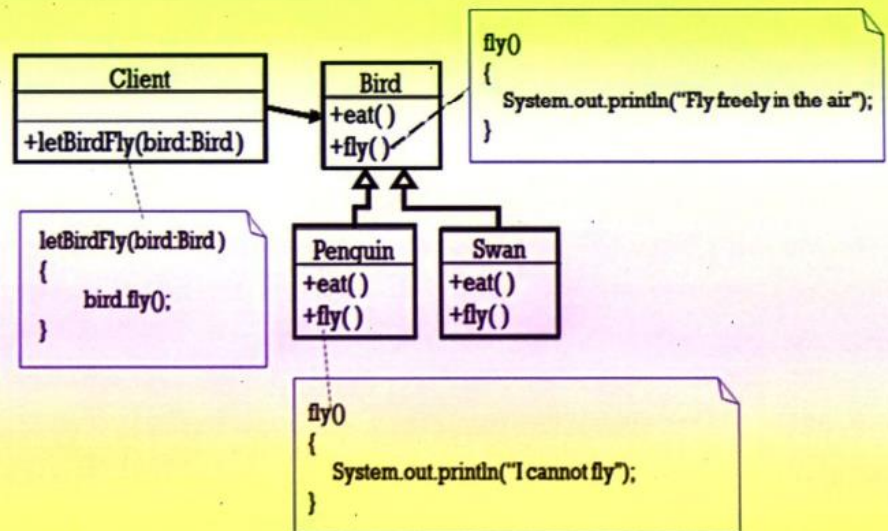 Client
+letBirdFly(bird:Bird )
Bird
+eat( )
+fly( )
fly()
{
System.out.println("Fly freely in the air");
}
letBirdFly(bird:Bird )
{
bird.fly();
}
Penquin
+eat( )
+fly( )
Swan
+eat( )
+fly( )
fly()
{
System.out.println("I cannot fly");
}